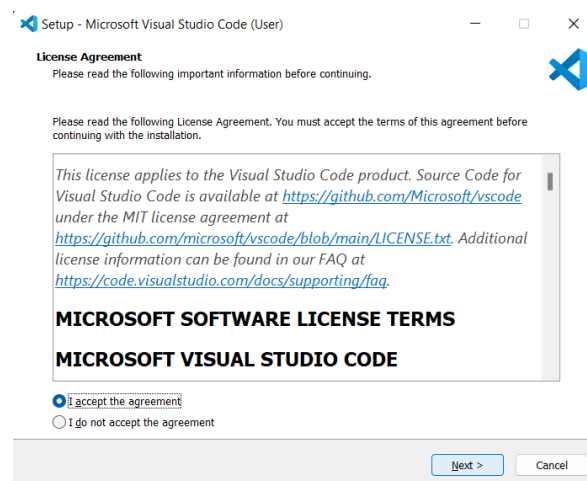 Setup - Microsoft Visual Studio Code (User)
License Agreement
Please read the following important information before continuing.
Please read the following License Agreement. You must accept the terms of this agreement before
continuing with the installation.
This license applies to the Visual Studio Code product. Source Code for
Visual Studio Code is available at https://github.com/Microsoft/vscode
under the MIT license agreement at
https://github.com/microsoft/vscode/blob/main/LICENSE.txt. Additional
license information can be found in our FAQ at
https://code.visualstudio.com/docs/supporting/faq.
MICROSOFT SOFTWARE LICENSE TERMS
MICROSOFT VISUAL STUDIO CODE
I accept the agreement
I do not accept the agreement
Next > Cancel